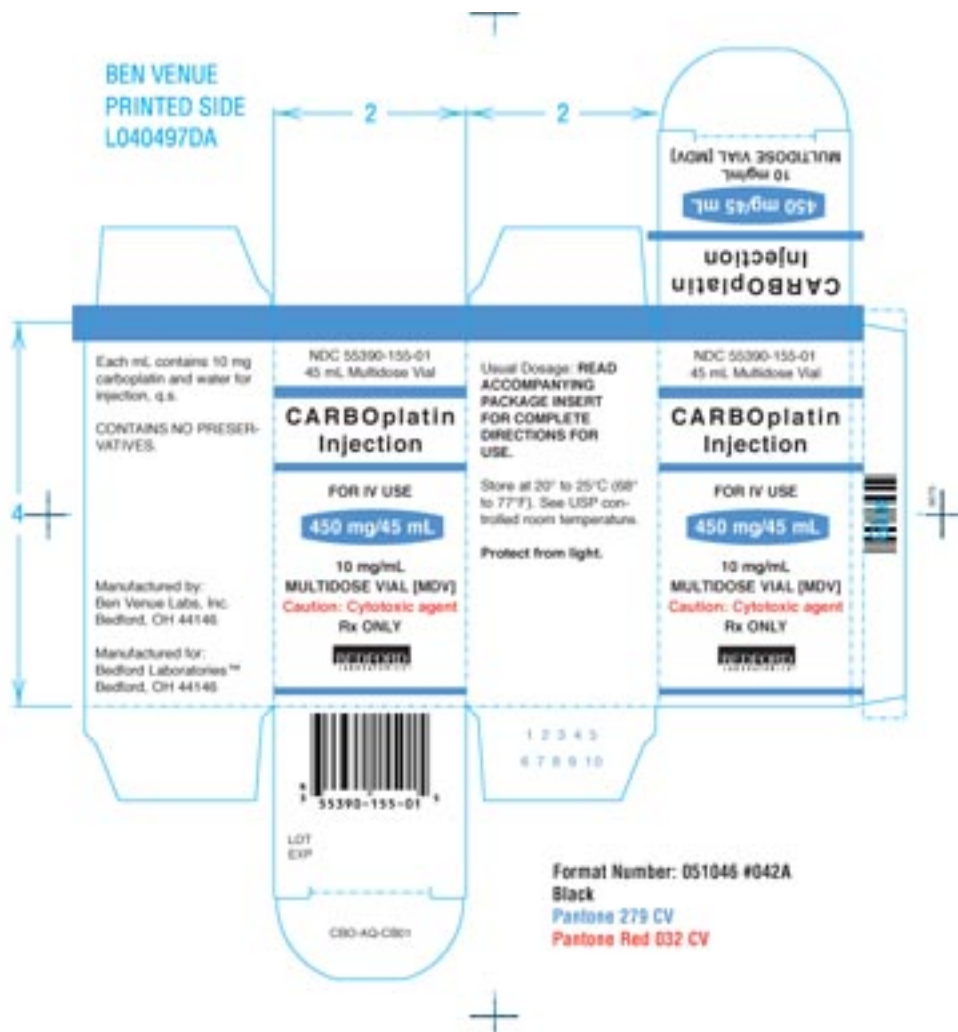 BEN VENUE
PRINTED SIDE
L040497DA
2
2
MULTIDOSE VIAL [MDV]
10 mg/mL
450 mg/45 mL
CARBOplatin
Injection
4
Each mL contains 10 mg
carboplatin and water for
injection, q.s.
CONTAINS NO PRESER-
VATIVES.
Manufactured by:
Ben Venue Labs, Inc.
Bedford, OH 44146
Manufactured for:
Bedford Laboratories™
Bedford, OH 44146
NDC 55390-155-01
45 mL Multidose Vial
CARBOplatin
Injection
FOR IV USE
450 mg/45 mL
10 mg/mL
MULTIDOSE VIAL [MDV]
Caution: Cytotoxic agent
Rx ONLY
BEDFORD
LABORATORIES™
Usual Dosage: READ
ACCOMPANYING
PACKAGE INSERT
FOR COMPLETE
DIRECTIONS FOR
USE.
Store at 20° to 25°C (68°
to 77°F). See USP con-
trolled room temperature.
Protect from light.
NDC 55390-155-01
45 mL Multidose Vial
CARBOplatin
Injection
FOR IV USE
450 mg/45 mL
10 mg/mL
MULTIDOSE VIAL [MDV]
Caution: Cytotoxic agent
Rx ONLY
BEDFORD
LABORATORIES™
1 2 3 4 5
6 7 8 9 10
N
3 55390-155-01 5
LOT
EXP
CBO-AQ-CB01
Format Number: 051046 #042A
Black
Pantone 279 CV
Pantone Red 032 CV